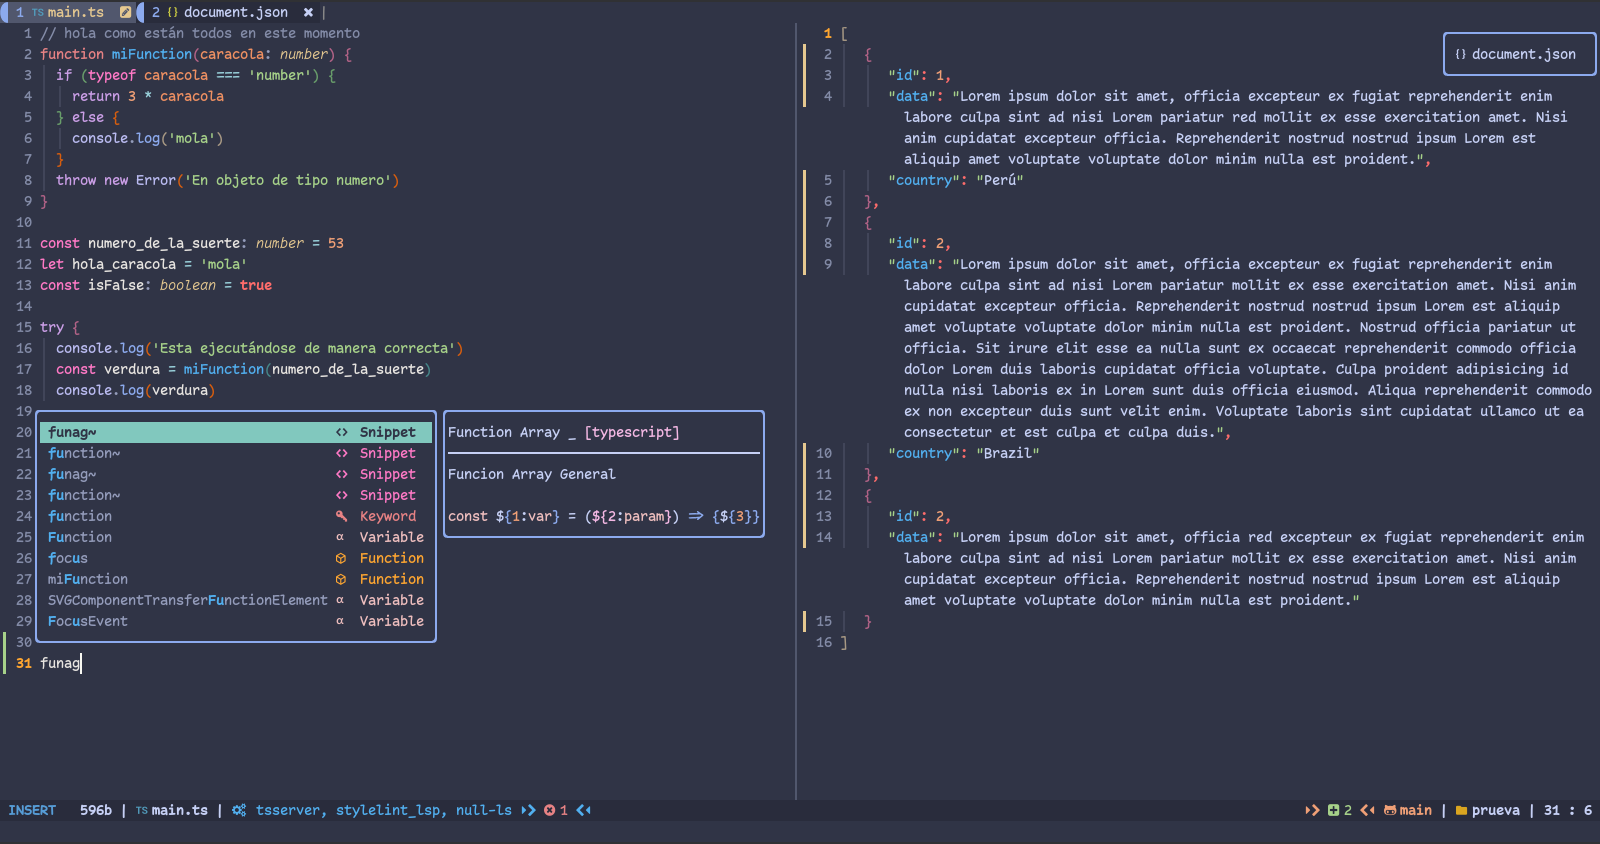 1 TS main.ts
2 {} document.json ✖ |
1 // hola como están todos en este momento
2 function miFunction(caracola: number) {
3 if (typeof caracola === 'number') {
4 return 3 * caracola
5 } else {
6 console.log('mola')
7 }
8 throw new Error('En objeto de tipo numero')
9 }
10
11 const numero_de_la_suerte: number = 53
12 let hola_caracola = 'mola'
13 const isFalse: boolean = true
14
15 try {
16 console.log('Esta ejecutándose de manera correcta')
17 const verdura = miFunction(numero_de_la_suerte)
18 console.log(verdura)
19
20 funag~ <> Snippet
21 function~ <> Snippet
22 funag~ <> Snippet
23 function~ <> Snippet
24 function Keyword
25 Function α Variable
26 focus Function
27 miFunction Function
28 SVGComponentTransferFunctionElement α Variable
29 FocusEvent α Variable
30
31 funag
Function Array _ [typescript]
Funcion Array General
const ${1:var} = (${2:param}) => {${3}}
{} document.json
1 [
2 {
3 "id": 1,
4 "data": "Lorem ipsum dolor sit amet, officia excepteur ex fugiat reprehenderit enim
labore culpa sint ad nisi Lorem pariatur red mollit ex esse exercitation amet. Nisi
anim cupidatat excepteur officia. Reprehenderit nostrud nostrud ipsum Lorem est
aliquip amet voluptate voluptate dolor minim nulla est proident.",
5 "country": "Perú"
6 },
7 {
8 "id": 2,
9 "data": "Lorem ipsum dolor sit amet, officia excepteur ex fugiat reprehenderit enim
labore culpa sint ad nisi Lorem pariatur mollit ex esse exercitation amet. Nisi anim
cupidatat excepteur officia. Reprehenderit nostrud nostrud ipsum Lorem est aliquip
amet voluptate voluptate dolor minim nulla est proident. Nostrud officia pariatur ut
officia. Sit irure elit esse ea nulla sunt ex occaecat reprehenderit commodo officia
dolor Lorem duis laboris cupidatat officia voluptate. Culpa proident adipisicing id
nulla nisi laboris ex in Lorem sunt duis officia eiusmod. Aliqua reprehenderit commodo
ex non excepteur duis sunt velit enim. Voluptate laboris sint cupidatat ullamco ut ea
consectetur et est culpa et culpa duis.",
10 "country": "Brazil"
11 },
12 {
13 "id": 2,
14 "data": "Lorem ipsum dolor sit amet, officia red excepteur ex fugiat reprehenderit enim
labore culpa sint ad nisi Lorem pariatur mollit ex esse exercitation amet. Nisi anim
cupidatat excepteur officia. Reprehenderit nostrud nostrud ipsum Lorem est aliquip
amet voluptate voluptate dolor minim nulla est proident."
15 }
16 ]
INSERT 596b | TS main.ts | tsserver, stylelint_lsp, null-ls 1
2 main | prueva | 31 : 6